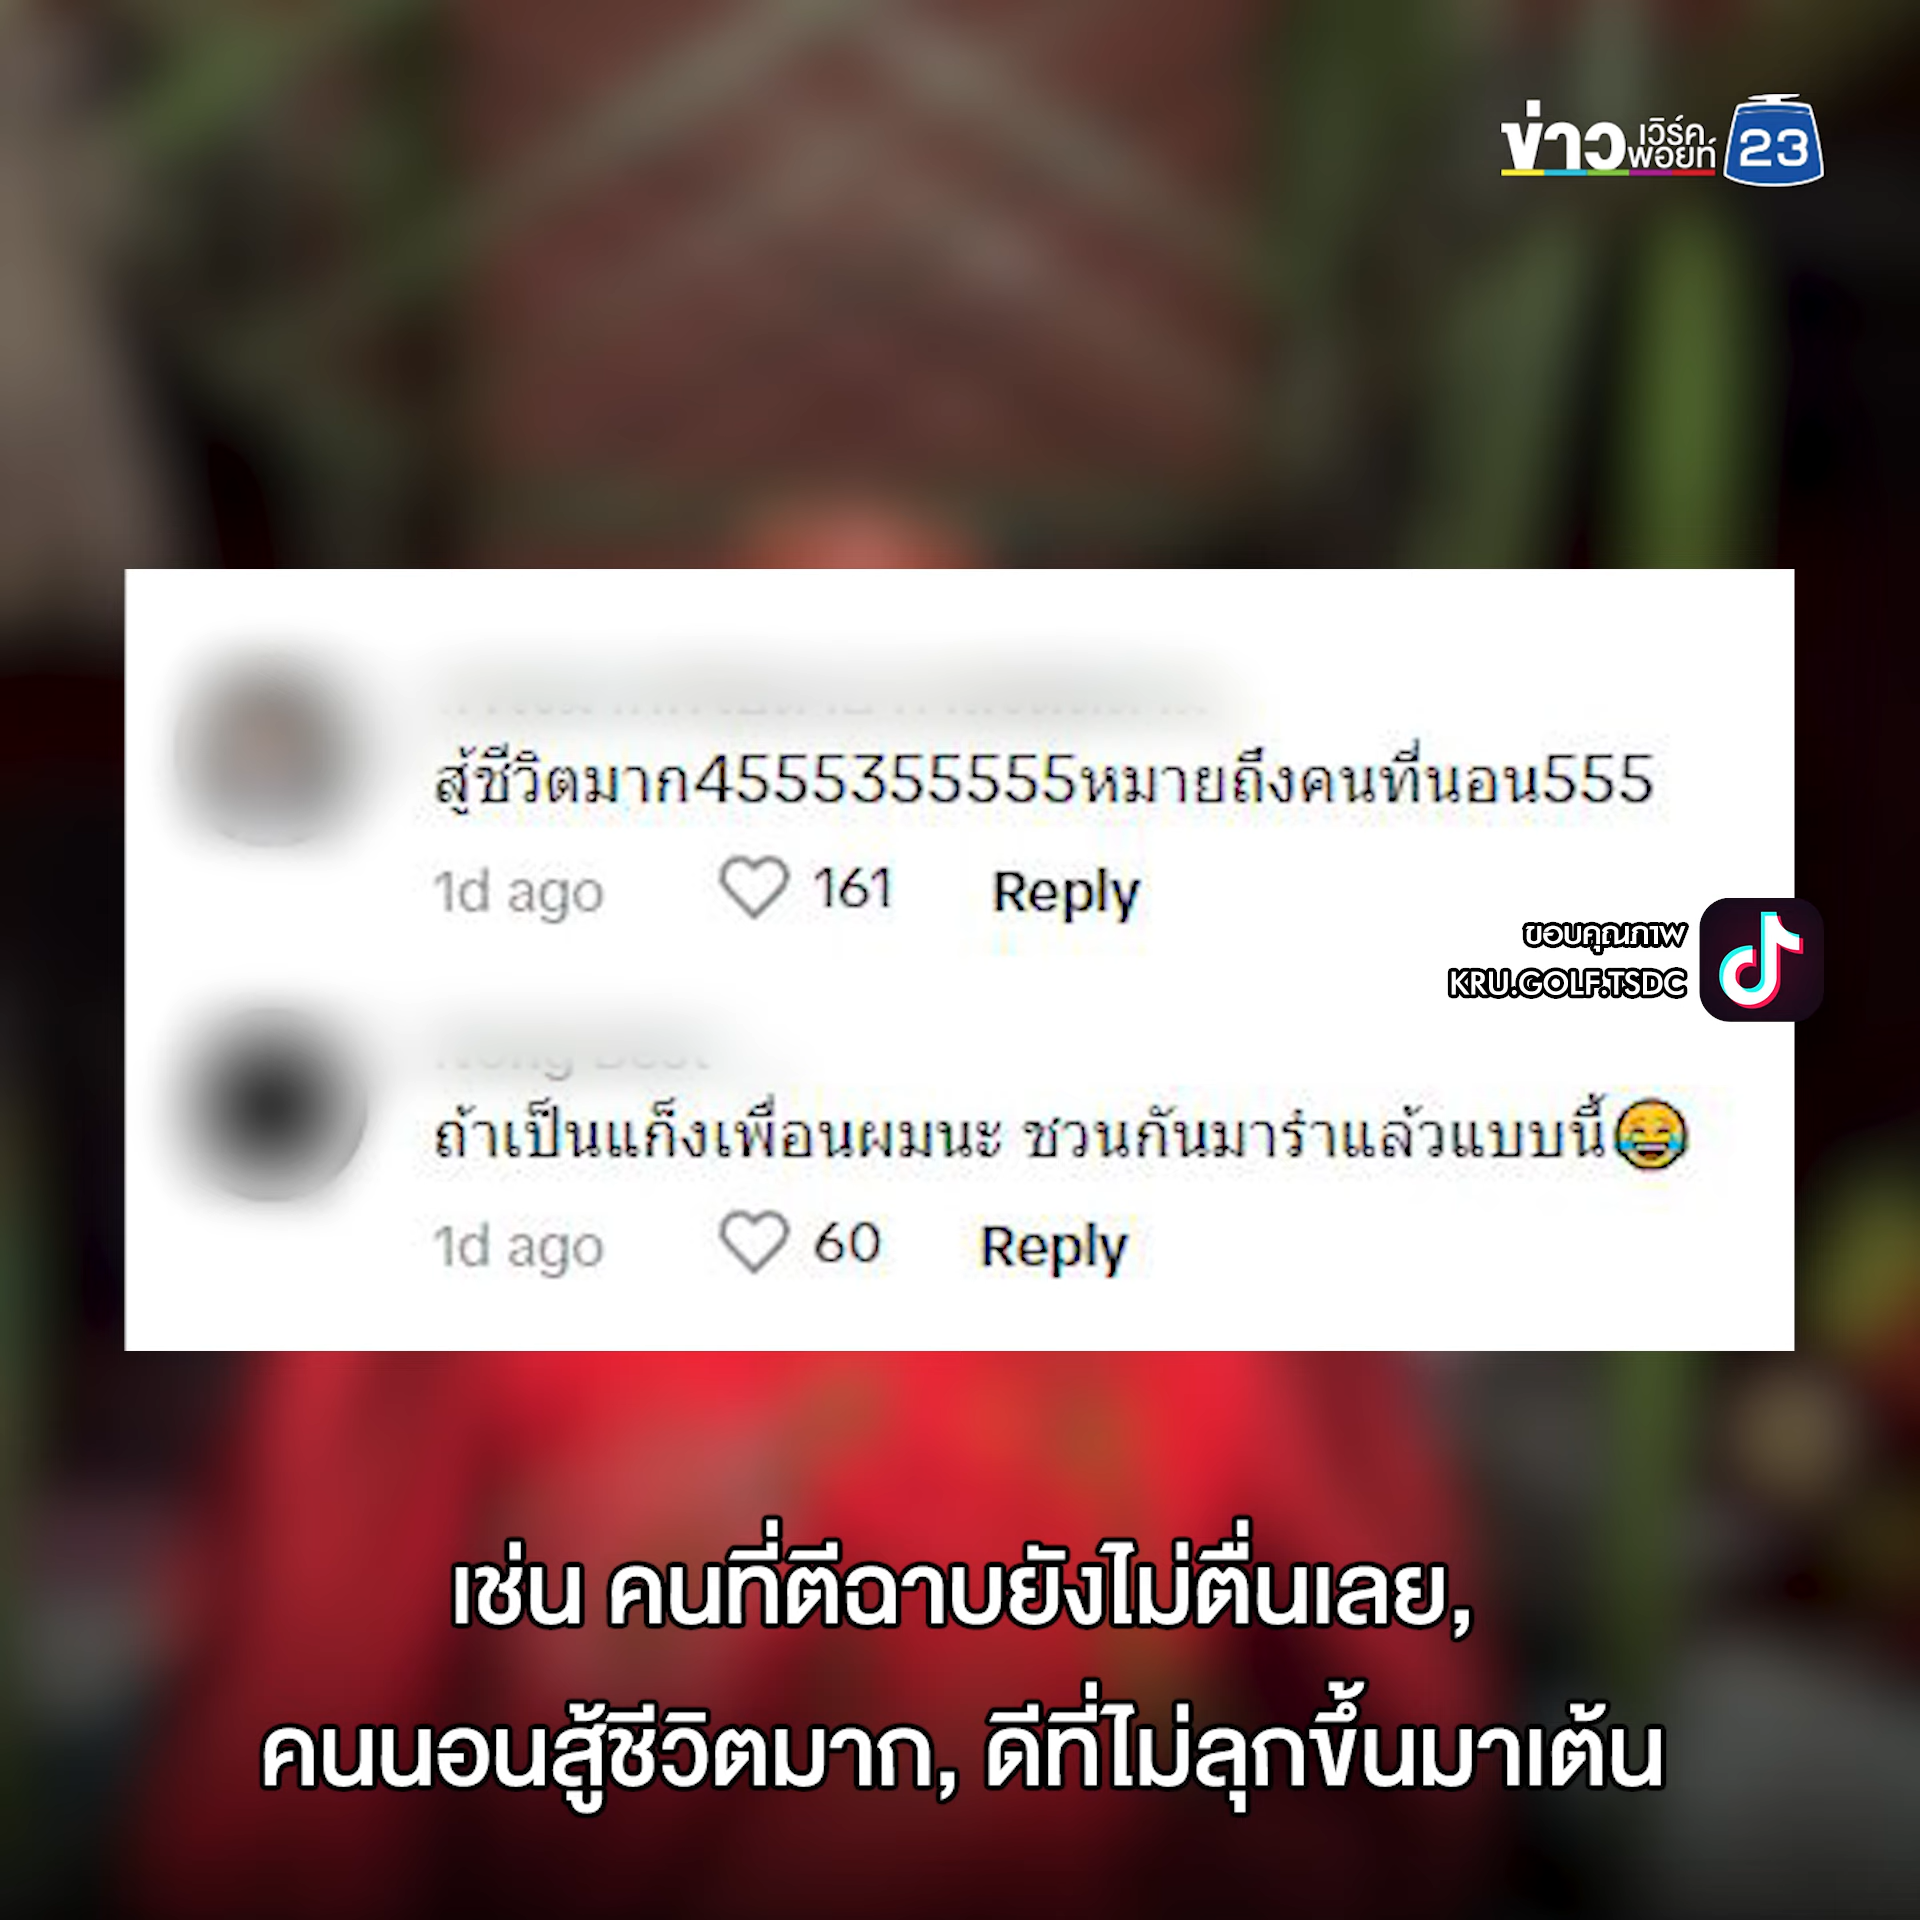 ข่าว เวิร์คพอยท์ 23
สู้ชีวิตมาก4555355555หมายถึงคนที่นอน555
1d ago 161 Reply
ขอบคุณภาพ
KRU.GOLF.TSDC
ถ้าเป็นแก็งเพื่อนผมนะ ชวนกันมารำแล้วแบบนี้😂
1d ago 60 Reply
เช่น คนที่ตีฉาบยังไม่ตื่นเลย,
คนนอนสู้ชีวิตมาก, ดีที่ไม่ลุกขึ้นมาเต้น